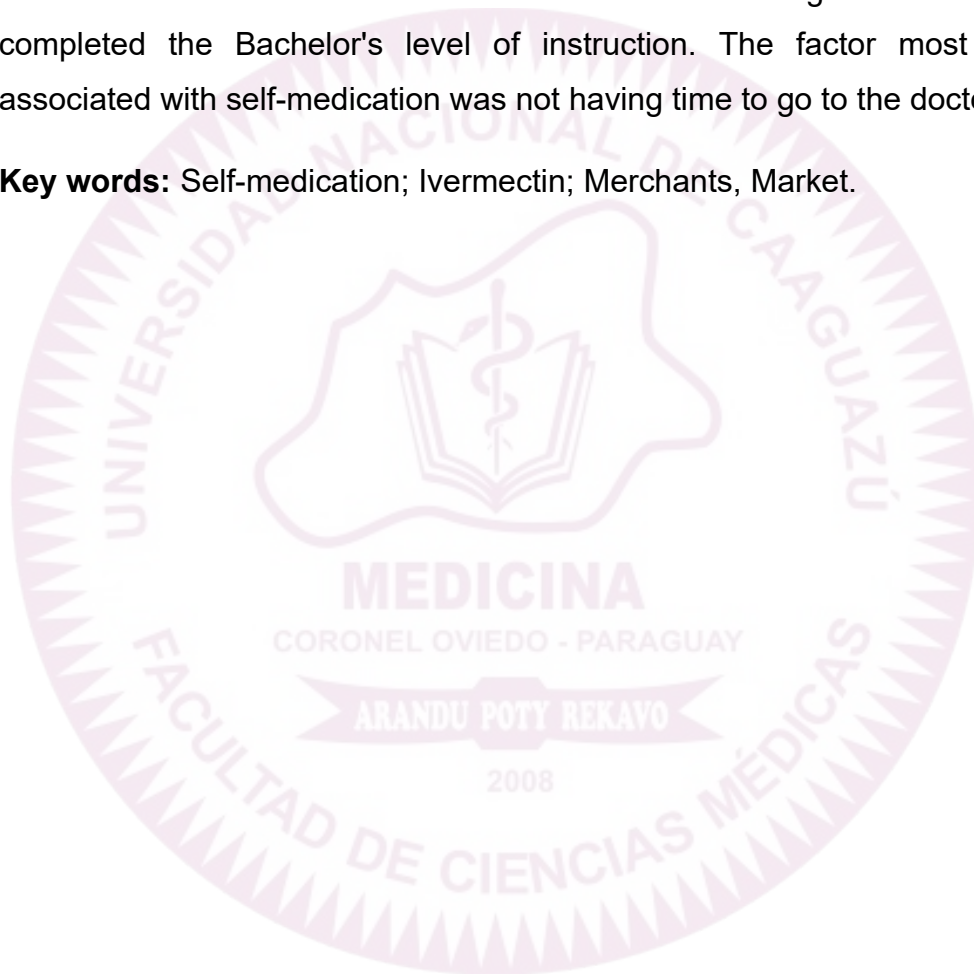 completed the Bachelor's level of instruction. The factor most
associated with self-medication was not having time to go to the
Key words: Self-medication; Ivermectin; Merchants, Market.
UNIVERSIDAD NACIONAL DE CAAGUAZÚ
MEDICINA
CORONEL OVIEDO - PARAGUAY
ARANDU POTY REKAVO
2008
FACULTAD DE CIENCIAS MÉDICAS